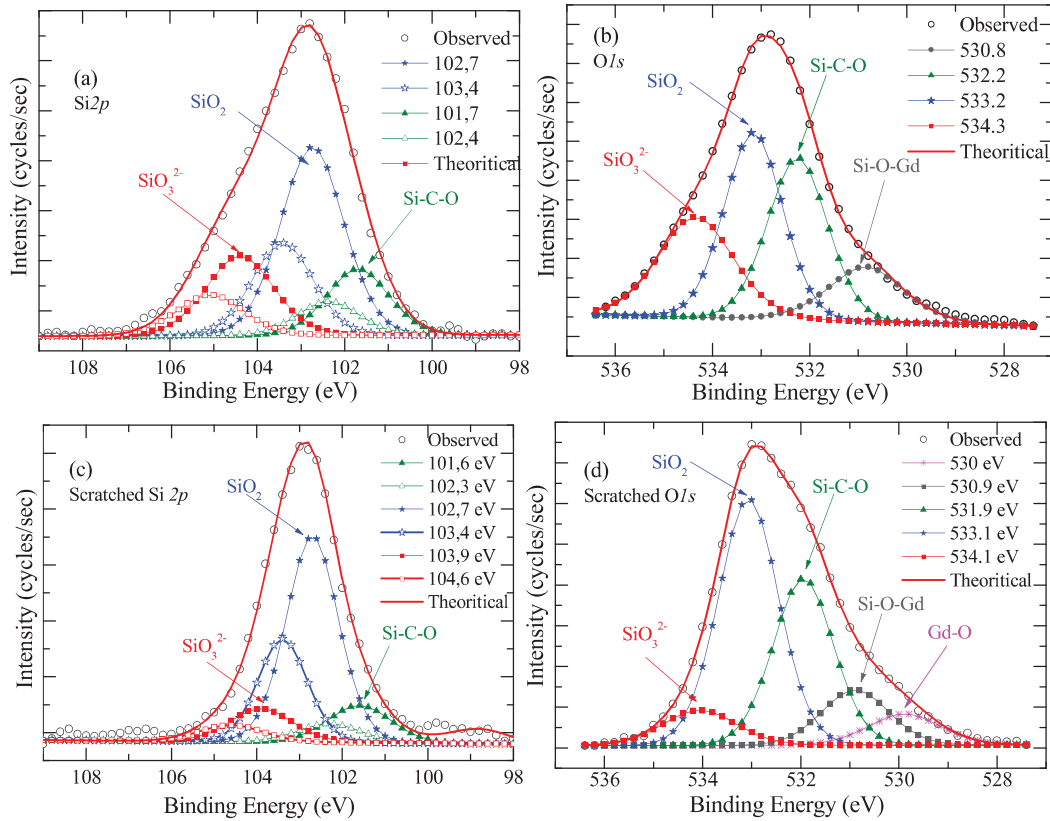 (a)
Si2p
Observed
102,7
103,4
101,7
102,4
Theoritical
SiO2
SiO3 2-
Si-C-O
Intensity (cycles/sec)
108 106 104 102 100 98
Binding Energy (eV)
(b)
O1s
Observed
530.8
532.2
533.2
534.3
Theoritical
Si-C-O
SiO2
SiO3 2-
Si-O-Gd
Intensity (cycles/sec)
536 534 532 530 528
Binding Energy (eV)
(c)
Scratched Si 2p
Observed
101,6 eV
102,3 eV
102,7 eV
103,4 eV
103,9 eV
104,6 eV
Theoritical
SiO2
SiO3 2-
Si-C-O
Intensity (cycles/sec)
108 106 104 102 100 98
Binding Energy (eV)
(d)
Scratched O1s
Observed
530 eV
530.9 eV
531.9 eV
533.1 eV
534.1 eV
Theoritical
SiO2
Si-C-O
Si-O-Gd
Gd-O
SiO3 2-
Intensity (cycles/sec)
536 534 532 530 528
Binding Energy (eV)